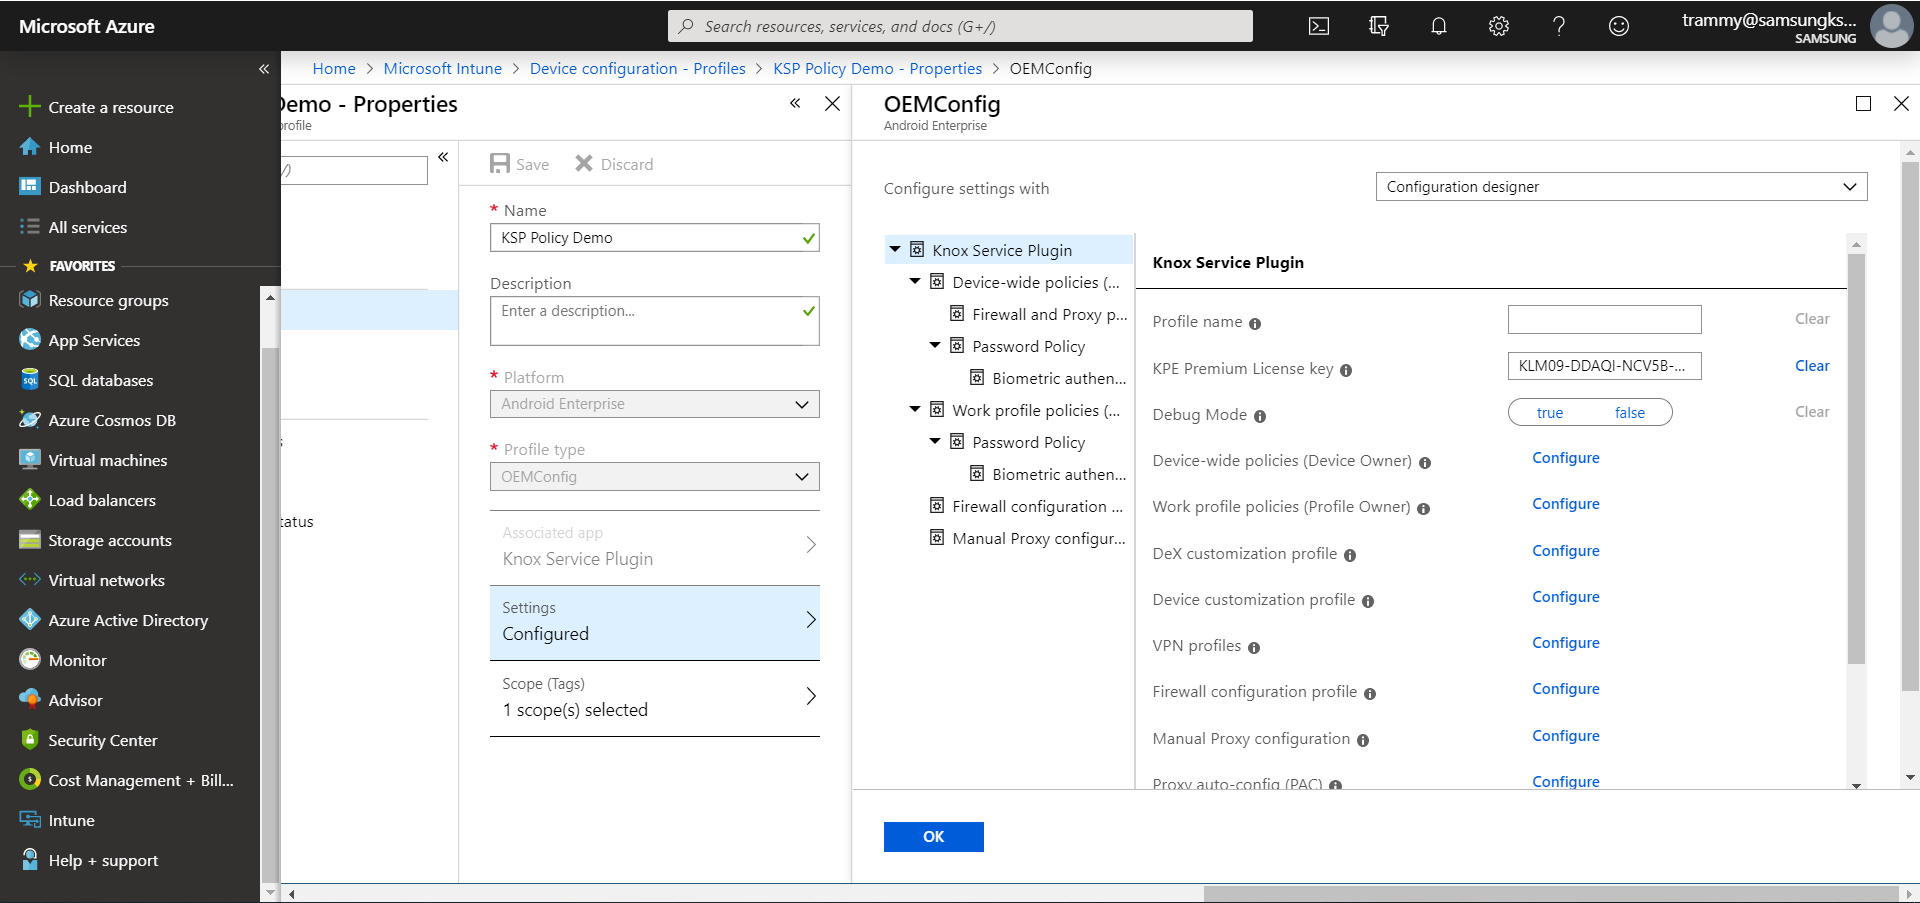 Microsoft Azure
Search resources, services, and docs (G+/)
trammy@samsungks...
SAMSUNG
Home > Microsoft Intune > Device configuration - Profiles > KSP Policy Demo - Properties > OEMConfig
Create a resource
Home
Dashboard
All services
FAVORITES
Resource groups
App Services
SQL databases
Azure Cosmos DB
Virtual machines
Load balancers
Storage accounts
Virtual networks
Azure Active Directory
Monitor
Advisor
Security Center
Cost Management + Bill...
Intune
Help + support
Demo - Properties
profile
/)
s
tatus
Save
Discard
* Name
KSP Policy Demo
Description
Enter a description...
* Platform
Android Enterprise
* Profile type
OEMConfig
Associated app
Knox Service Plugin
Settings
Configured
Scope (Tags)
1 scope(s) selected
OEMConfig
Android Enterprise
Configure settings with
Configuration designer
Knox Service Plugin
Device-wide policies (...
Firewall and Proxy p...
Password Policy
Biometric authen...
Work profile policies (...
Password Policy
Biometric authen...
Firewall configuration ...
Manual Proxy configur...
Knox Service Plugin
Profile name
Clear
KPE Premium License key
KLM09-DDAQI-NCV5B-...
Clear
Debug Mode
true
false
Clear
Device-wide policies (Device Owner)
Configure
Work profile policies (Profile Owner)
Configure
DeX customization profile
Configure
Device customization profile
Configure
VPN profiles
Configure
Firewall configuration profile
Configure
Manual Proxy configuration
Configure
Proxy auto-config (PAC)
Configure
OK